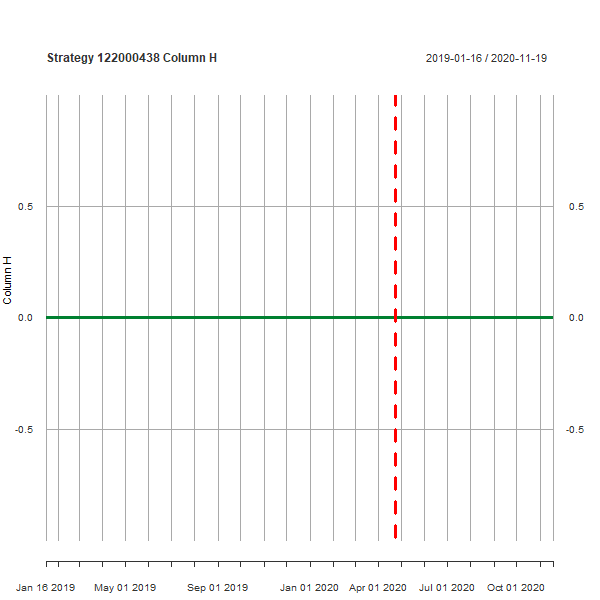 Strategy 122000438 Column H
2019-01-16 / 2020-11-19
0.5
0.5
Column H
0.0
0.0
-0.5
-0.5
Jan 16 2019
May 01 2019
Sep 01 2019
Jan 01 2020
Apr 01 2020
Jul 01 2020
Oct 01 2020